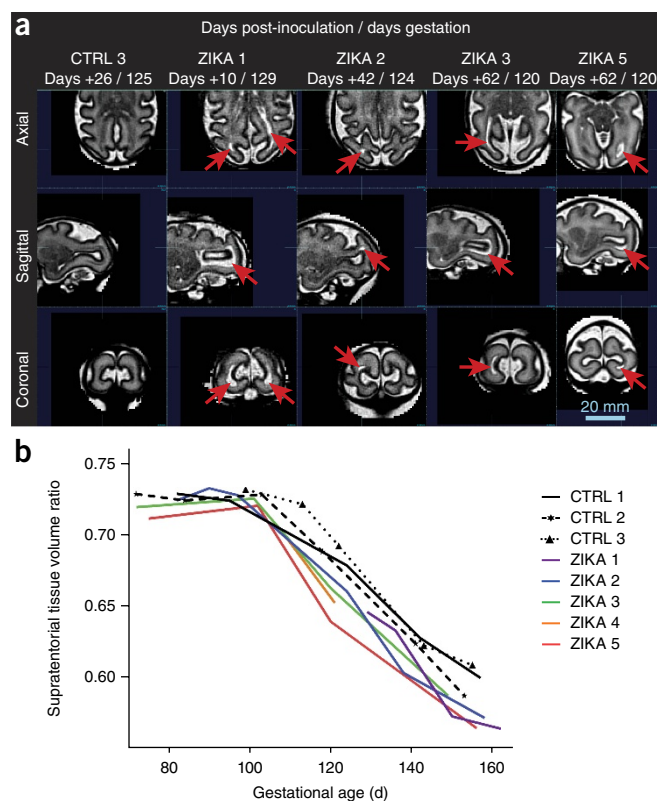 a
Days post-inoculation / days gestation
CTRL 3
Days +26 / 125
ZIKA 1
Days +10 / 129
ZIKA 2
Days +42 / 124
ZIKA 3
Days +62 / 120
ZIKA 5
Days +62 / 120
Axial
Sagittal
Coronal
20 mm
b
Supratentorial tissue volume ratio
0.75
0.70
0.65
0.60
80
100
120
140
160
Gestational age (d)
CTRL 1
CTRL 2
CTRL 3
ZIKA 1
ZIKA 2
ZIKA 3
ZIKA 4
ZIKA 5